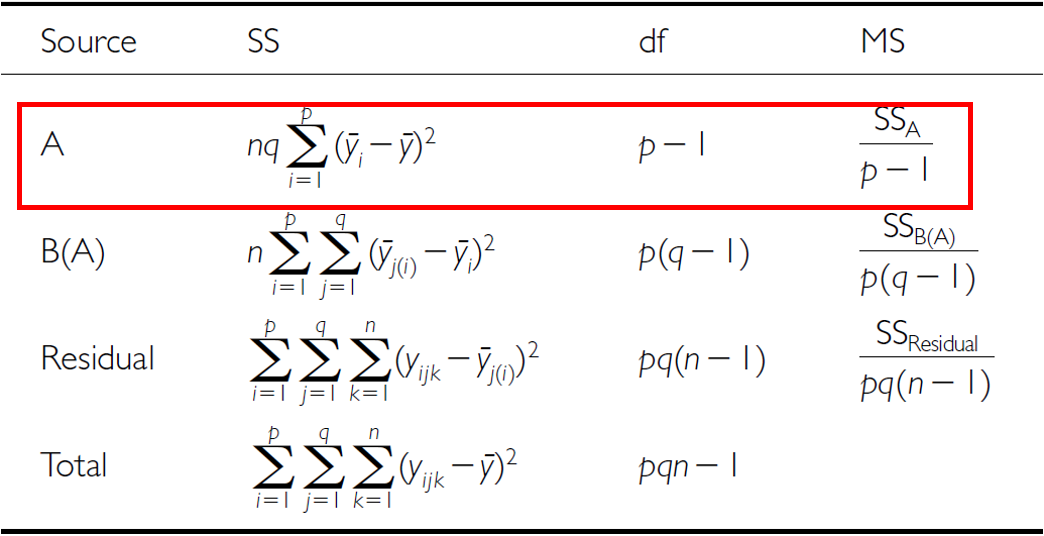 Source SS df MS
A nq∑_{i=1}^{p}(ȳ_i − ȳ)² p − 1 SS_A / p − 1
B(A) n∑_{i=1}^{p}∑_{j=1}^{q}(ȳ_{j(i)} − ȳ_i)² p(q − 1) SS_{B(A)} / p(q − 1)
Residual ∑_{i=1}^{p}∑_{j=1}^{q}∑_{k=1}^{n}(y_{ijk} − ȳ_{j(i)})² pq(n − 1) SS_{Residual} / pq(n − 1)
Total ∑_{i=1}^{p}∑_{j=1}^{q}∑_{k=1}^{n}(y_{ijk} − ȳ)² pqn − 1